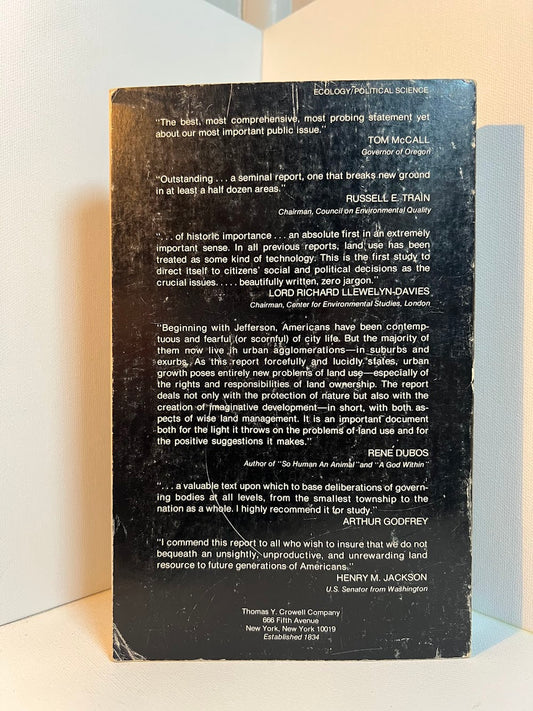 ECOLOGY/POLITICAL SCIENCE
"The best, most comprehensive, most probing statement yet
about our most important public issue."
TOM McCALL
Governor of Oregon
"Outstanding . . . a seminal report, one that breaks new ground
in at least a half dozen areas."
RUSSELL E. TRAIN
Chairman, Council on Environmental Quality
". . . of historic importance . . . an absolute first in an extremely
important sense. In all previous reports, land use has been
treated as some kind of technology. This is the first study to
direct itself to citizens' social and political decisions as the
crucial issues. . . . . beautifully written, zero jargon."
LORD RICHARD LLEWELYN-DAVIES
Chairman, Center for Environmental Studies, London
"Beginning with Jefferson, Americans have been contemp-
tuous and fearful (or scornful) of city life. But the majority of
them now live in urban agglomerations—in suburbs and
exurbs. As this report forcefully and lucidly states, urban
growth poses entirely new problems of land use—especially of
the rights and responsibilities of land ownership. The report
deals not only with the protection of nature but also with the
creation of imaginative development—in short, with both as-
pects of wise land management. It is an important document
both for the light it throws on the problems of land use and for
the positive suggestions it makes."
RENE DUBOS
Author of "So Human An Animal" and "A God Within"
". . . a valuable text upon which to base deliberations of govern-
ing bodies at all levels, from the smallest township to the
nation as a whole. I highly recommend it for study."
ARTHUR GODFREY
"I commend this report to all who wish to insure that we do not
bequeath an unsightly, unproductive, and unrewarding land
resource to future generations of Americans."
HENRY M. JACKSON
U.S. Senator from Washington
Thomas Y. Crowell Company
666 Fifth Avenue
New York, New York 10019
Established 1834